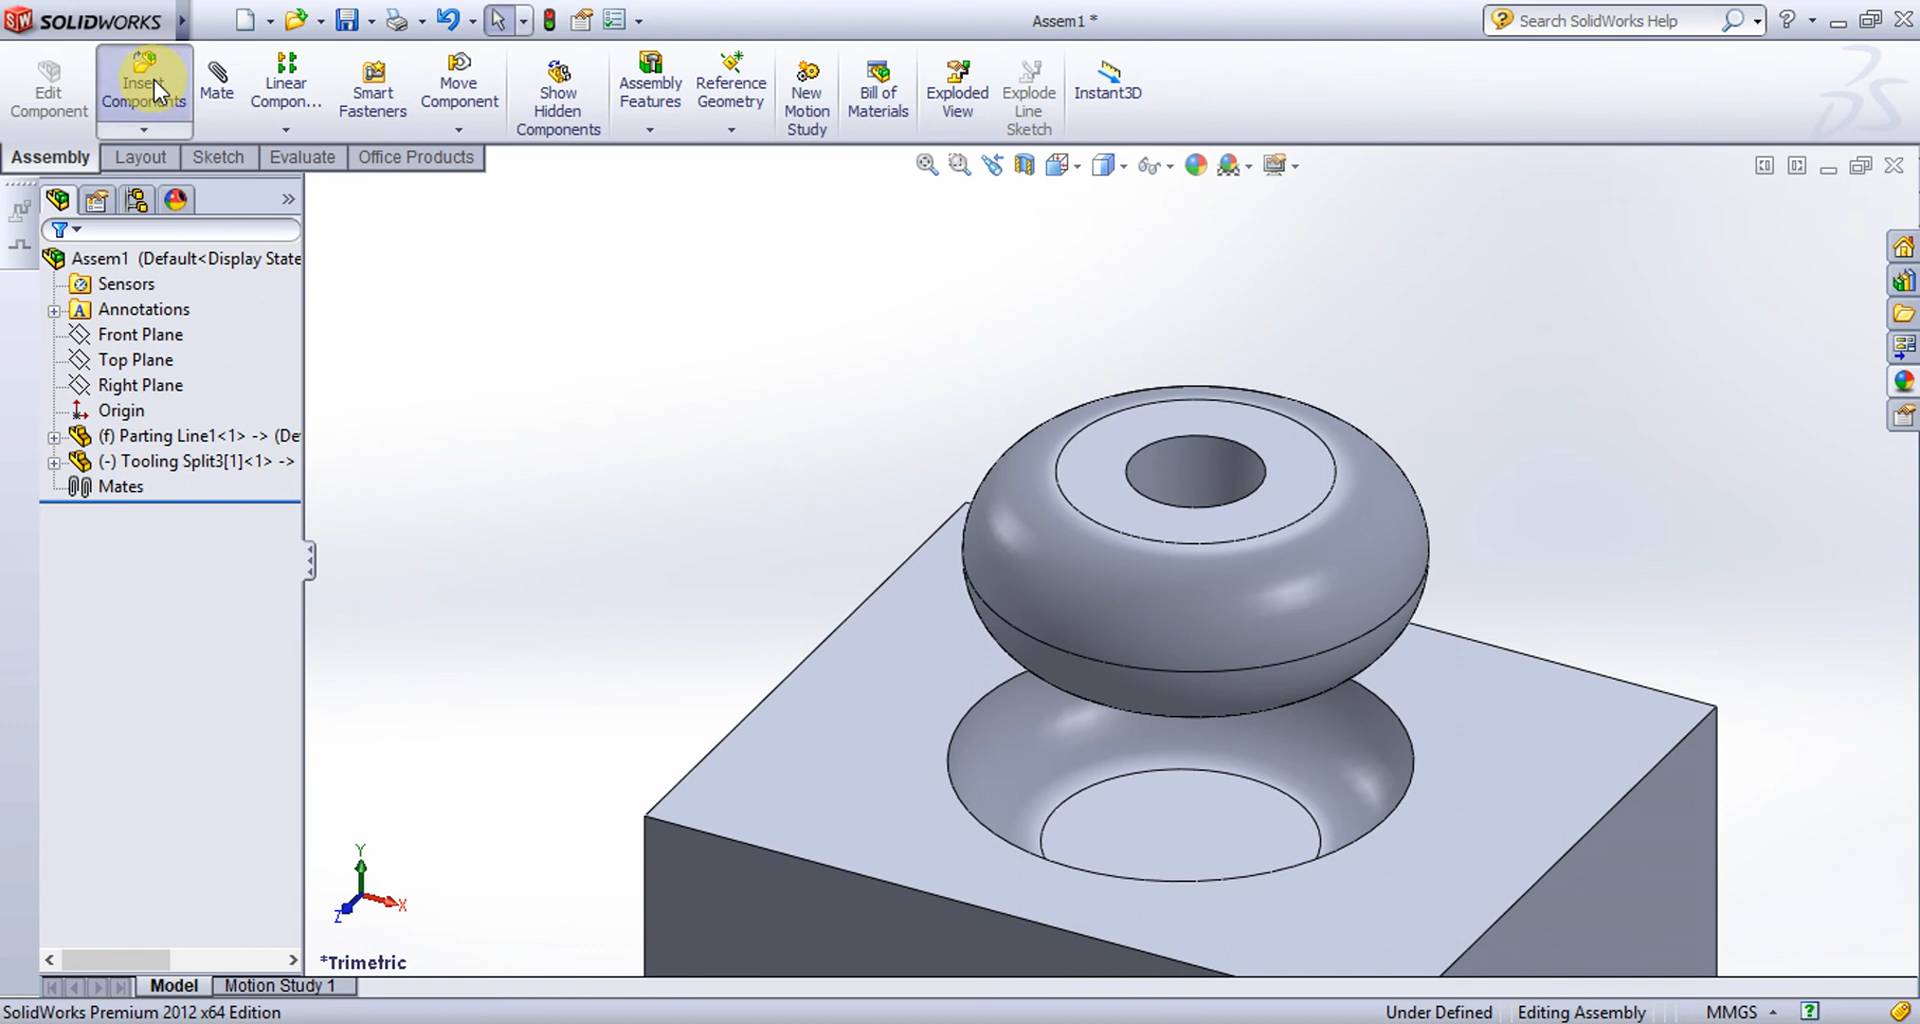 SOLIDWORKS
Assem1 *
Search SolidWorks Help
Edit
Component
Insert
Components
Mate
Linear
Compon...
Smart
Fasteners
Move
Component
Show
Hidden
Components
Assembly
Features
Reference
Geometry
New
Motion
Study
Bill of
Materials
Exploded
View
Explode
Line
Sketch
Instant3D
Assembly
Layout
Sketch
Evaluate
Office Products
Assem1 (Default<Display State
Sensors
Annotations
Front Plane
Top Plane
Right Plane
Origin
(f) Parting Line1<1> -> (De
(-) Tooling Split3[1]<1> ->
Mates
Y
X
Z
*Trimetric
Model
Motion Study 1
SolidWorks Premium 2012 x64 Edition
Under Defined
Editing Assembly
MMGS